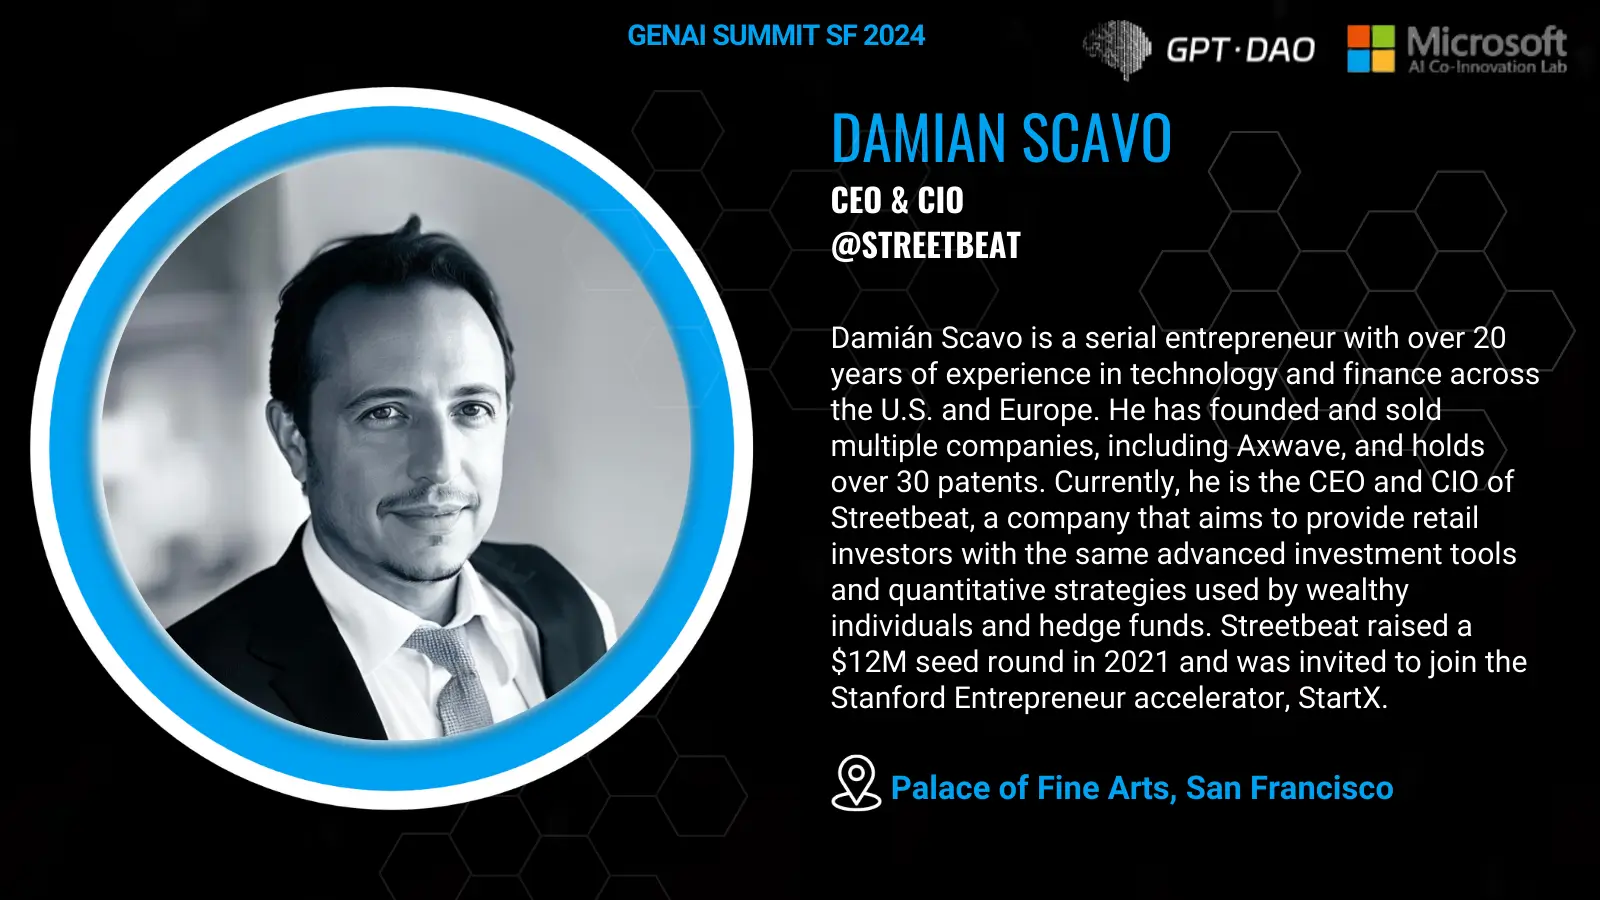 GENAI SUMMIT SF 2024
GPT·DAO
Microsoft
AI Co-Innovation Lab
DAMIAN SCAVO
CEO & CIO
@STREETBEAT
Damián Scavo is a serial entrepreneur with over 20
years of experience in technology and finance across
the U.S. and Europe. He has founded and sold
multiple companies, including Axwave, and holds
over 30 patents. Currently, he is the CEO and CIO of
Streetbeat, a company that aims to provide retail
investors with the same advanced investment tools
and quantitative strategies used by wealthy
individuals and hedge funds. Streetbeat raised a
$12M seed round in 2021 and was invited to join the
Stanford Entrepreneur accelerator, StartX.
Palace of Fine Arts, San Francisco